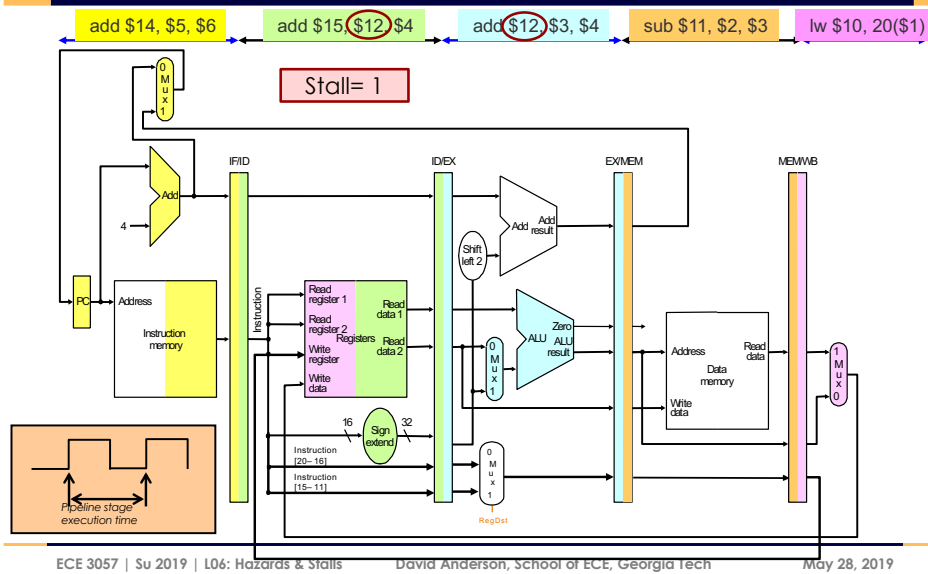 add $14, $5, $6
add $15, $12, $4
add $12, $3, $4
sub $11, $2, $3
lw $10, 20($1)
Stall= 1
0
M
u
x
1
IF/ID
ID/EX
EX/MEM
MEM/WB
Add
4
Add
Add
result
Shift
left 2
PC
Address
Instruction
memory
Instruction
Read
register 1
Read
register 2
Write
register
Write
data
Registers
Read
data 1
Read
data 2
0
M
u
x
1
Zero
ALU
ALU
result
Address
Read
data
Data
memory
Write
data
1
M
u
x
0
16
Sign
extend
32
Instruction
[20– 16]
Instruction
[15– 11]
0
M
u
x
1
RegDst
Pipeline stage
execution time
ECE 3057 | Su 2019 | L06: Hazards & Stalls
David Anderson, School of ECE, Georgia Tech
May 28, 2019